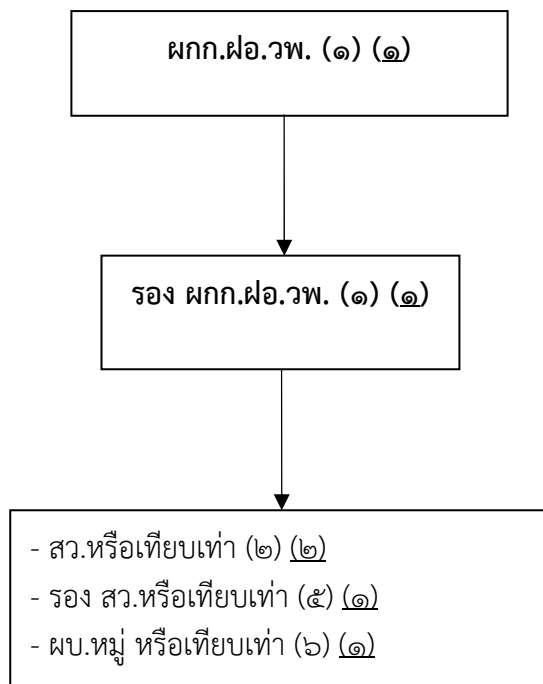 ผกก.ฝอ.วพ. (๑) (๑)
รอง ผกก.ฝอ.วพ. (๑) (๑)
- สว.หรือเทียบเท่า (๒) (๒)
- รอง สว.หรือเทียบเท่า (๕) (๑)
- ผบ.หมู่ หรือเทียบเท่า (๖) (๑)